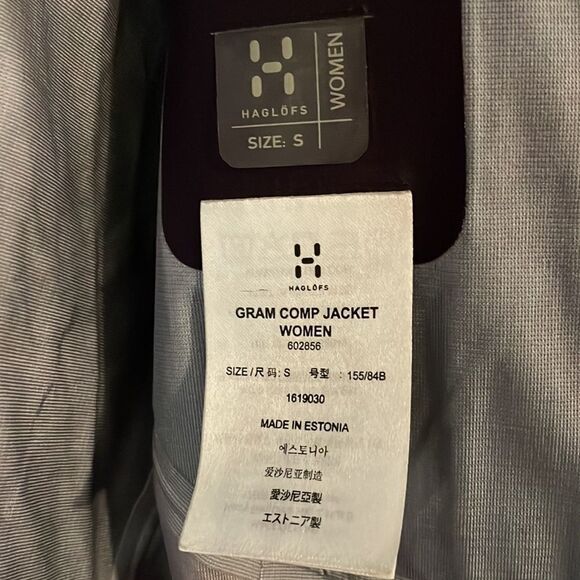 HAGLÖFS
WOMEN
SIZE: S
HAGLÖFS
GRAM COMP JACKET
WOMEN
602856
SIZE / 尺 码: S 号型 : 155/84B
1619030
MADE IN ESTONIA
에스토니아
爱沙尼亚制造
愛沙尼亞製
エストニア製